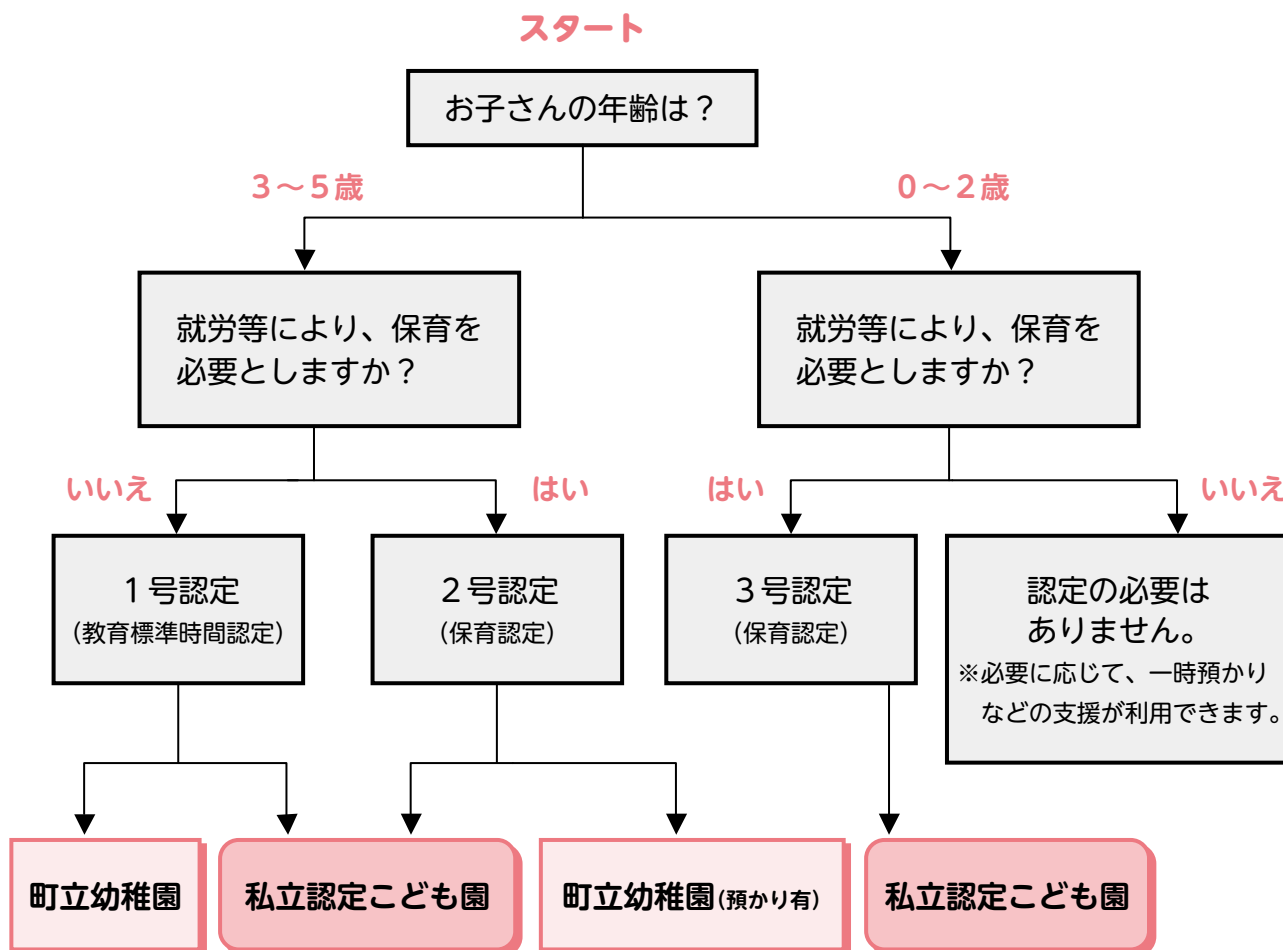 スタート
お子さんの年齢は？
３～５歳
０～２歳
就労等により、保育を
必要としますか？
就労等により、保育を
必要としますか？
いいえ
はい
はい
いいえ
１号認定
（教育標準時間認定）
２号認定
（保育認定）
３号認定
（保育認定）
認定の必要は
ありません。
※必要に応じて、一時預かり
などの支援が利用できます。
町立幼稚園
私立認定こども園
町立幼稚園（預かり有）
私立認定こども園